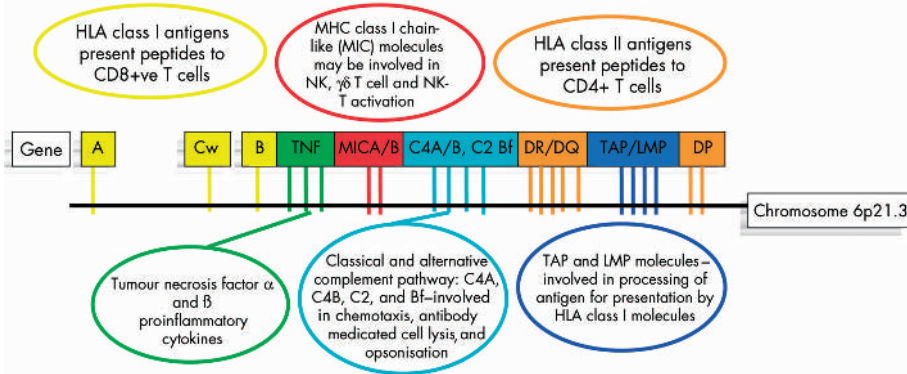 HLA class I antigens
present peptides to
CD8+ve T cells
MHC class I chain-
like (MIC) molecules
may be involved in
NK, γδ T cell and NK-
T activation
HLA class II antigens
present peptides to
CD4+ T cells
Gene
A
Cw
B
TNF
MICA/B
C4A/B, C2 Bf
DR/DQ
TAP/LMP
DP
Chromosome 6p21.3
Tumour necrosis factor α
and ß
proinflammatory
cytokines
Classical and alternative
complement pathway: C4A,
C4B, C2, and Bf–involved
in chemotaxis, antibody
medicated cell lysis, and
opsonisation
TAP and LMP molecules–
involved in processing of
antigen for presentation by
HLA class I molecules